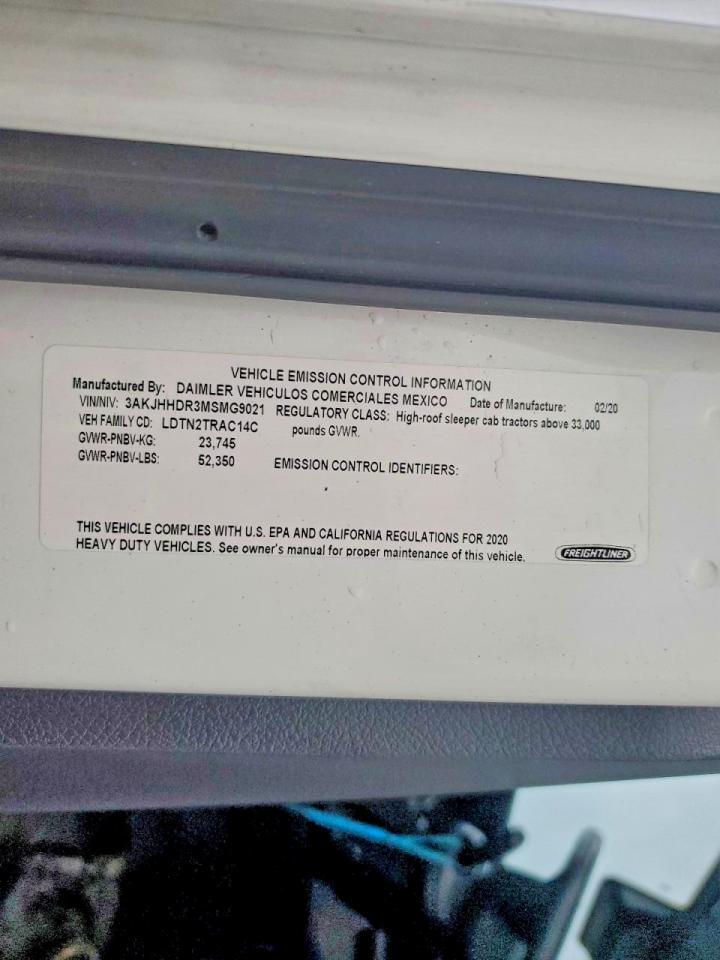 VEHICLE EMISSION CONTROL INFORMATION
Manufactured By: DAIMLER VEHICULOS COMERCIALES MEXICO Date of Manufacture: 02/20
VIN/NIV: 3AKJHHDR3MSMG9021 REGULATORY CLASS: High-roof sleeper cab tractors above 33,000
VEH FAMILY CD: LDTN2TRAC14C pounds GVWR.
GVWR-PNBV-KG: 23,745
GVWR-PNBV-LBS: 52,350 EMISSION CONTROL IDENTIFIERS:
THIS VEHICLE COMPLIES WITH U.S. EPA AND CALIFORNIA REGULATIONS FOR 2020
HEAVY DUTY VEHICLES. See owner's manual for proper maintenance of this vehicle.
FREIGHTLINER